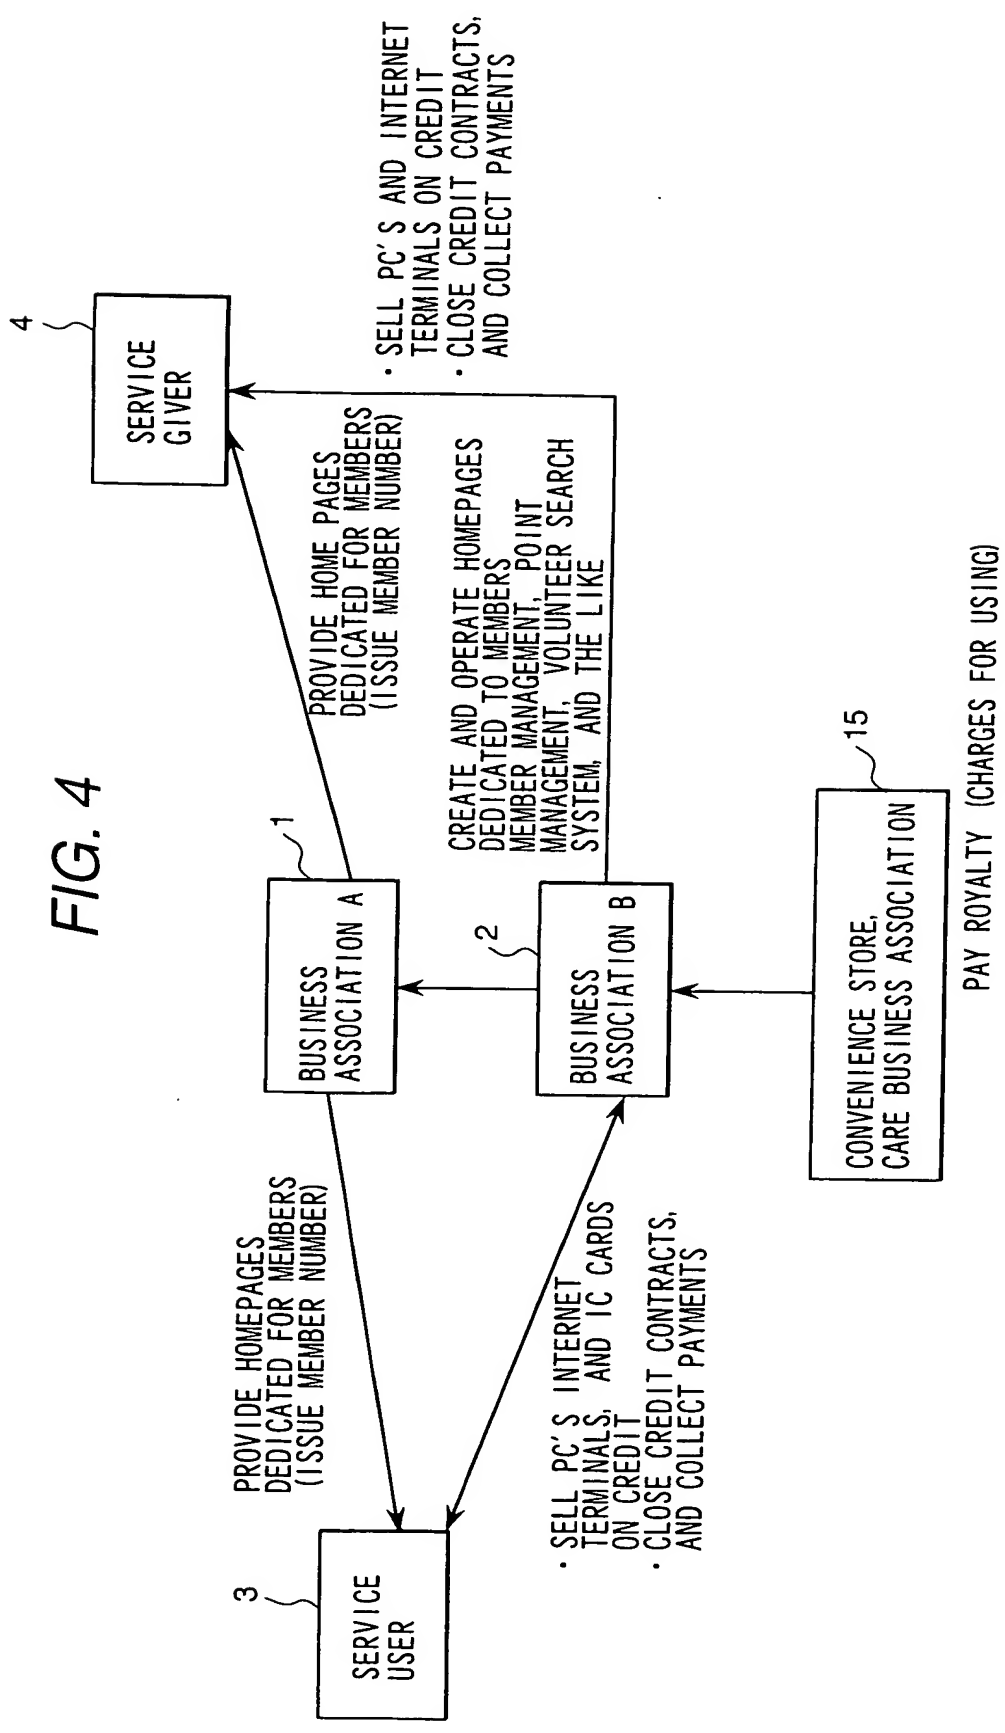 FIG. 4
SERVICE
USER
3
PROVIDE HOMEPAGES
DEDICATED FOR MEMBERS
(ISSUE MEMBER NUMBER)
BUSINESS
ASSOCIATION A
1
PROVIDE HOME PAGES
DEDICATED FOR MEMBERS
(ISSUE MEMBER NUMBER)
SERVICE
GIVER
4
· SELL PC'S INTERNET
TERMINALS, AND IC CARDS
ON CREDIT
· CLOSE CREDIT CONTRACTS,
AND COLLECT PAYMENTS
BUSINESS
ASSOCIATION B
2
CREATE AND OPERATE HOMEPAGES
DEDICATED TO MEMBERS
MEMBER MANAGEMENT, POINT
MANAGEMENT, VOLUNTEER SEARCH
SYSTEM, AND THE LIKE
· SELL PC'S AND INTERNET
TERMINALS ON CREDIT
· CLOSE CREDIT CONTRACTS,
AND COLLECT PAYMENTS
CONVENIENCE STORE,
CARE BUSINESS ASSOCIATION
15
PAY ROYALTY (CHARGES FOR USING)